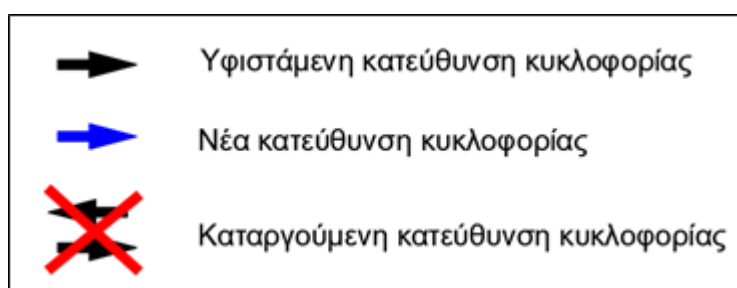 Υφιστάμενη κατεύθυνση κυκλοφορίας
Νέα κατεύθυνση κυκλοφορίας
Καταργούμενη κατεύθυνση κυκλοφορίας